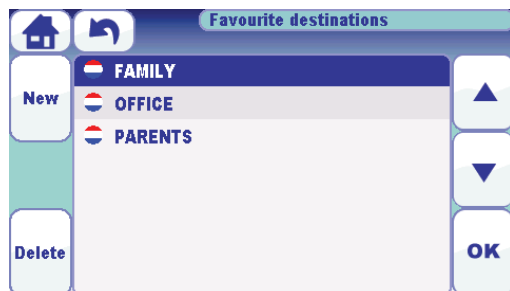 Favourite destinations
New
FAMILY
OFFICE
PARENTS
Delete
OK